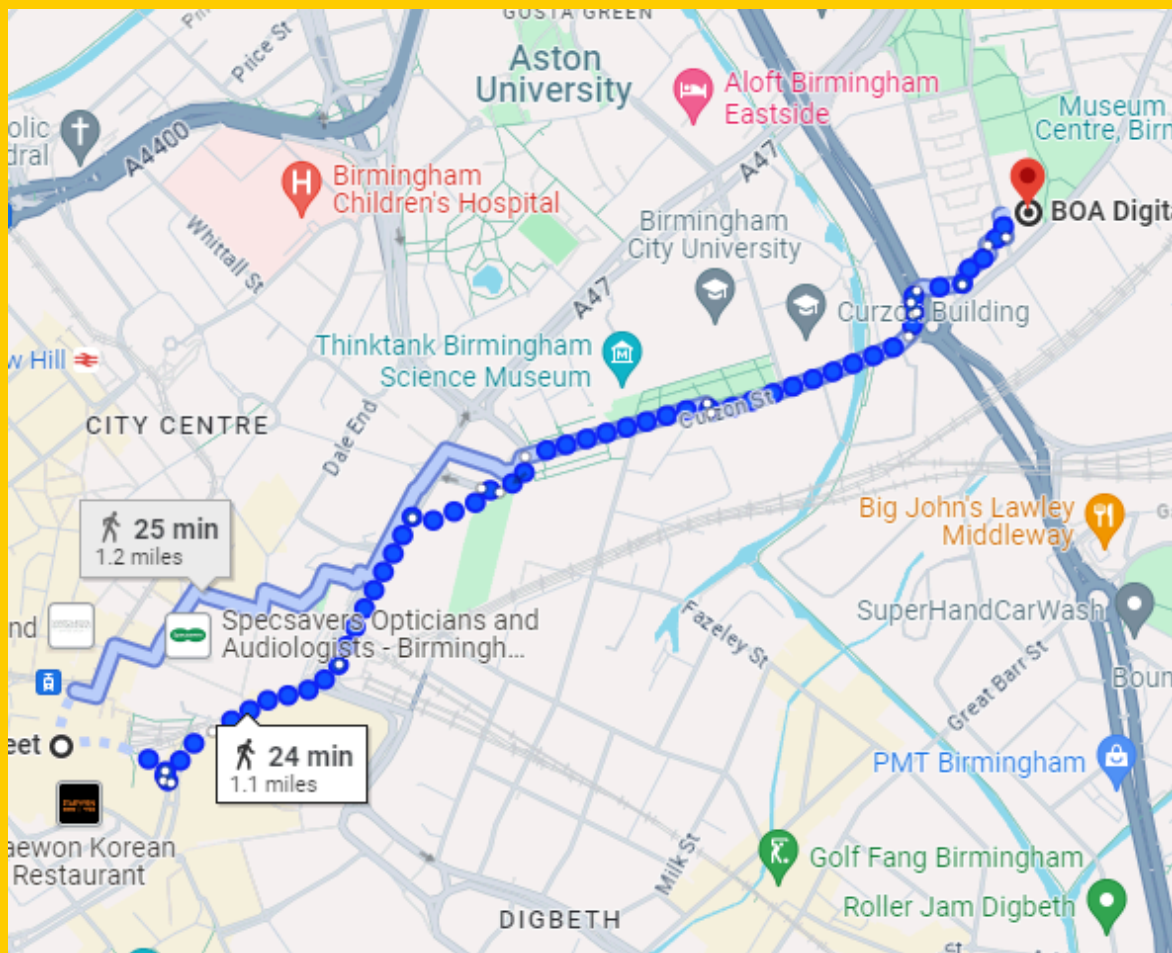 GOSTA GREEN
Price St
Aston
University
Aloft Birmingham
Eastside
Museum
Centre, Birm
olic
dral
A4400
A47
Birmingham
Children's Hospital
BOA Digita
Whittall St
Birmingham
City University
A47
Curzon Building
Thinktank Birmingham
Science Museum
w Hill
Curzon St
CITY CENTRE
Dale End
25 min
1.2 miles
Big John's Lawley
Middleway
G
nd
Specsavers Opticians and
Audiologists - Birmingh...
Fazeley St
SuperHandCarWash
Boun
Great Barr St
eet
24 min
1.1 miles
PMT Birmingham
aewon Korean
Restaurant
Milk St
Golf Fang Birmingham
Roller Jam Digbeth
DIGBETH
st